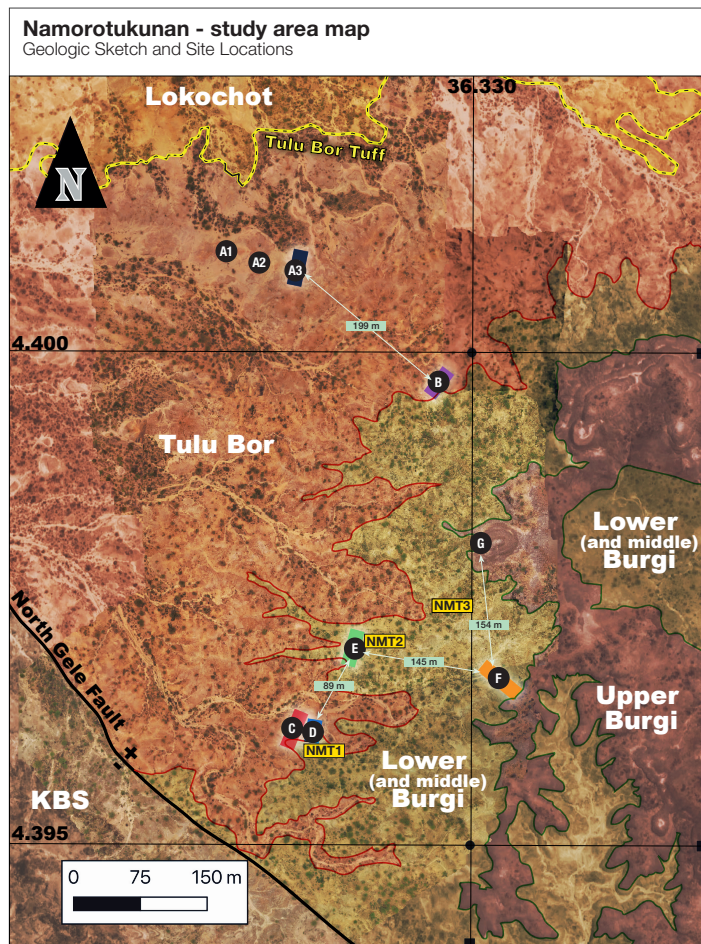 Namorotukunan - study area map
Geologic Sketch and Site Locations
Lokochot
36.330
Tulu Bor Tuff
N
A1
A2
A3
199 m
4.400
B
Tulu Bor
Lower
(and middle)
Burgi
G
NMT3
154 m
North Gele Fault
+
-
NMT2
E
145 m
F
89 m
C
D
NMT1
Upper
Burgi
Lower
(and middle)
Burgi
KBS
4.395
0 75 150 m